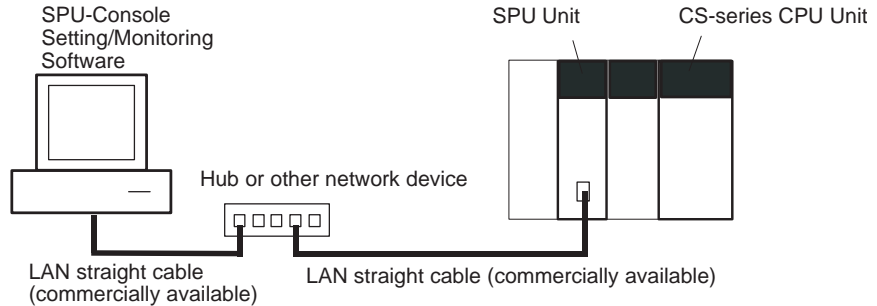 SPU-Console
Setting/Monitoring
Software
SPU Unit
CS-series CPU Unit
Hub or other network device
LAN straight cable
(commercially available)
LAN straight cable (commercially available)